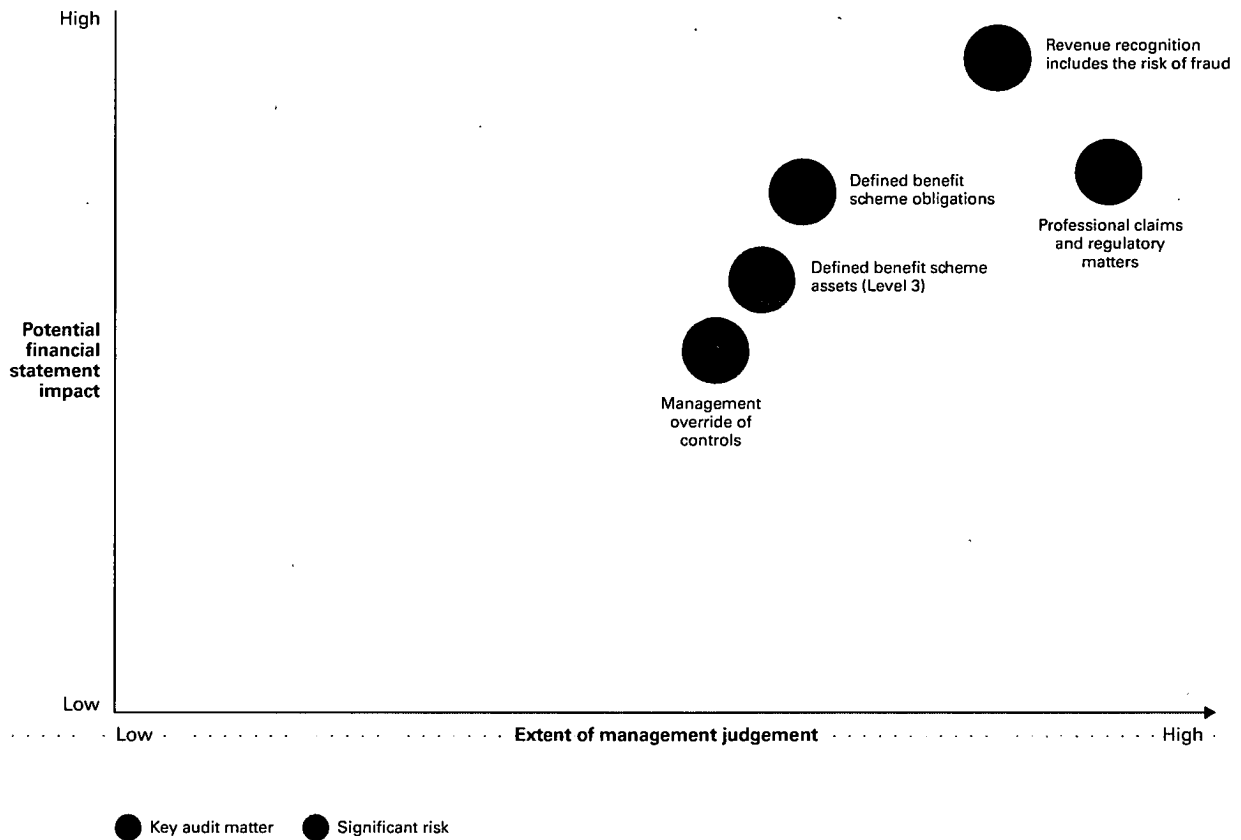 High
Revenue recognition
includes the risk of fraud
Defined benefit
scheme obligations
Professional claims
and regulatory
matters
Defined benefit scheme
assets (Level 3)
Potential
financial
statement
impact
Management
override of
controls
Low
Low
Extent of management judgement
High
Key audit matter
Significant risk